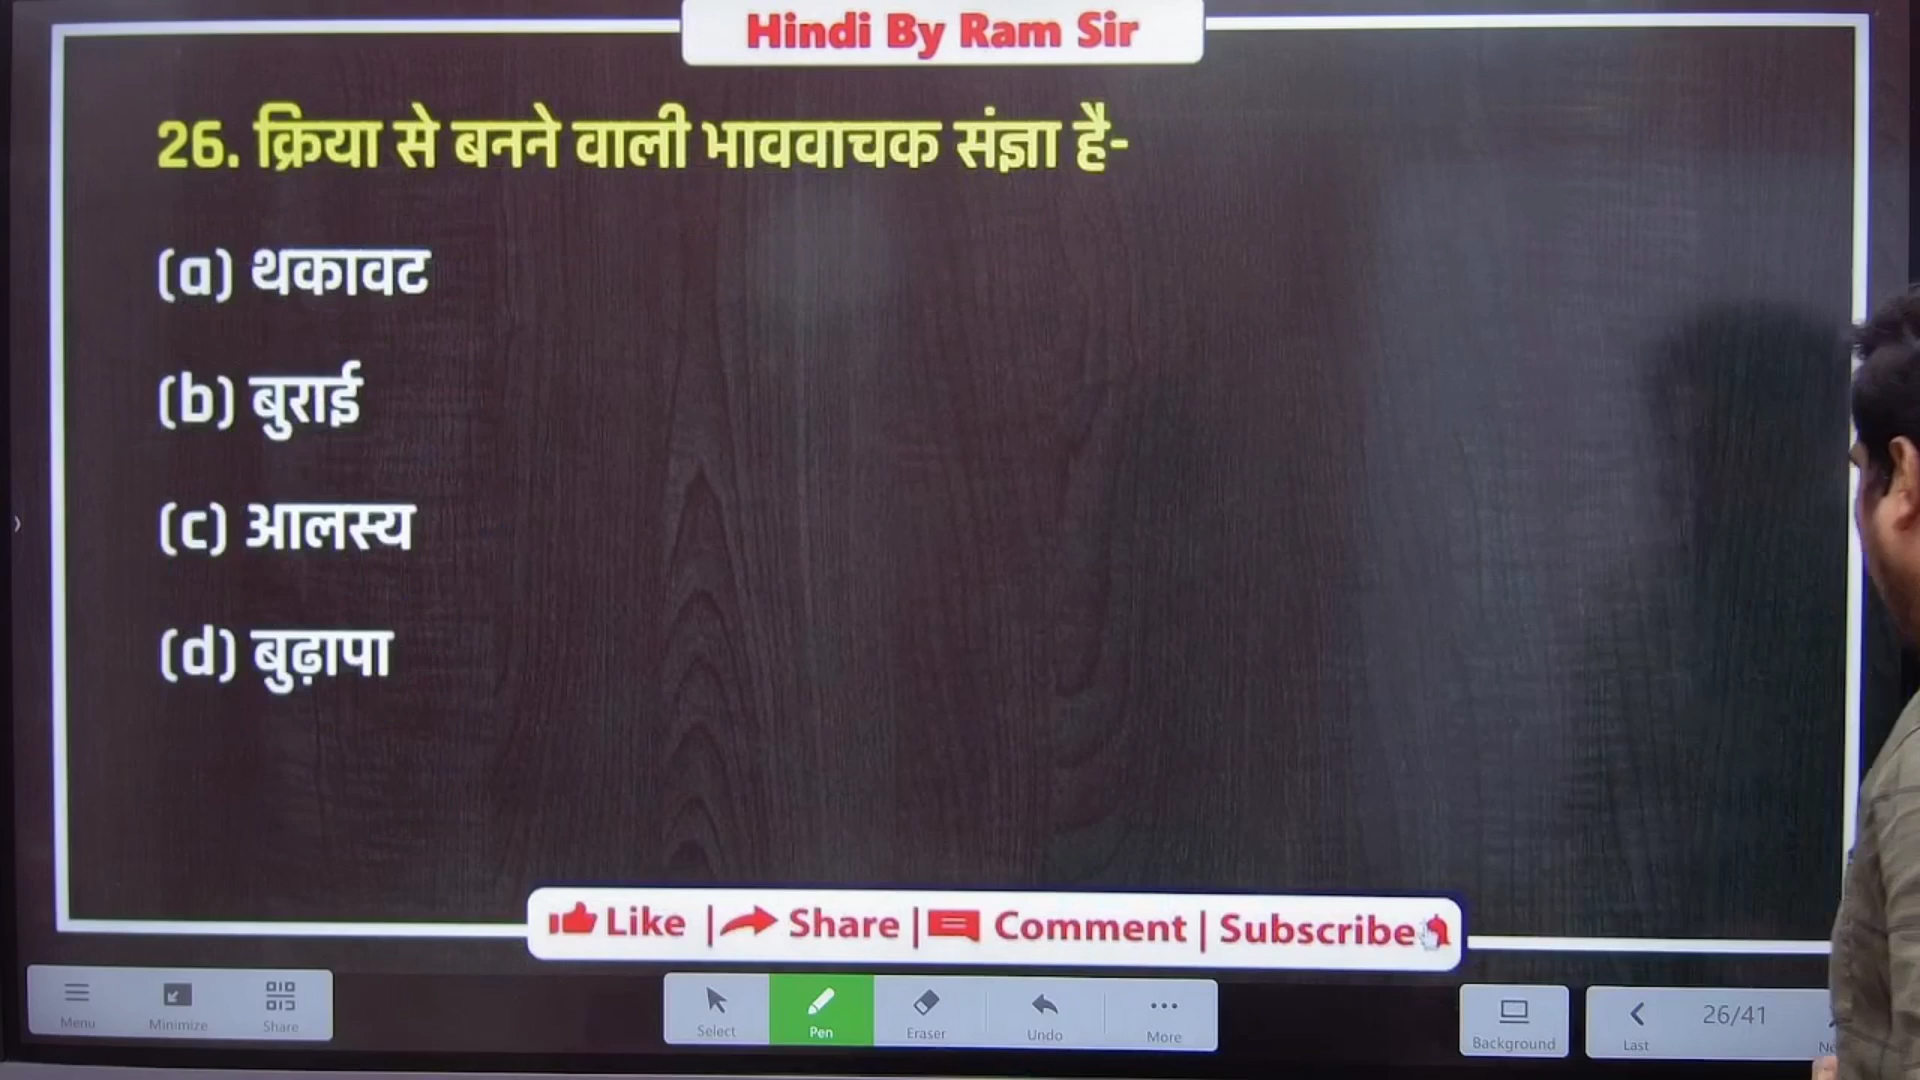 Hindi By Ram Sir
26. क्रिया से बनने वाली भाववाचक संज्ञा है-
(a) थकावट
(b) बुराई
(c) आलस्य
(d) बुढ़ापा
Like | Share | Comment | Subscribe
Menu Minimize Share Select Pen Eraser Undo More Background Last 26/41